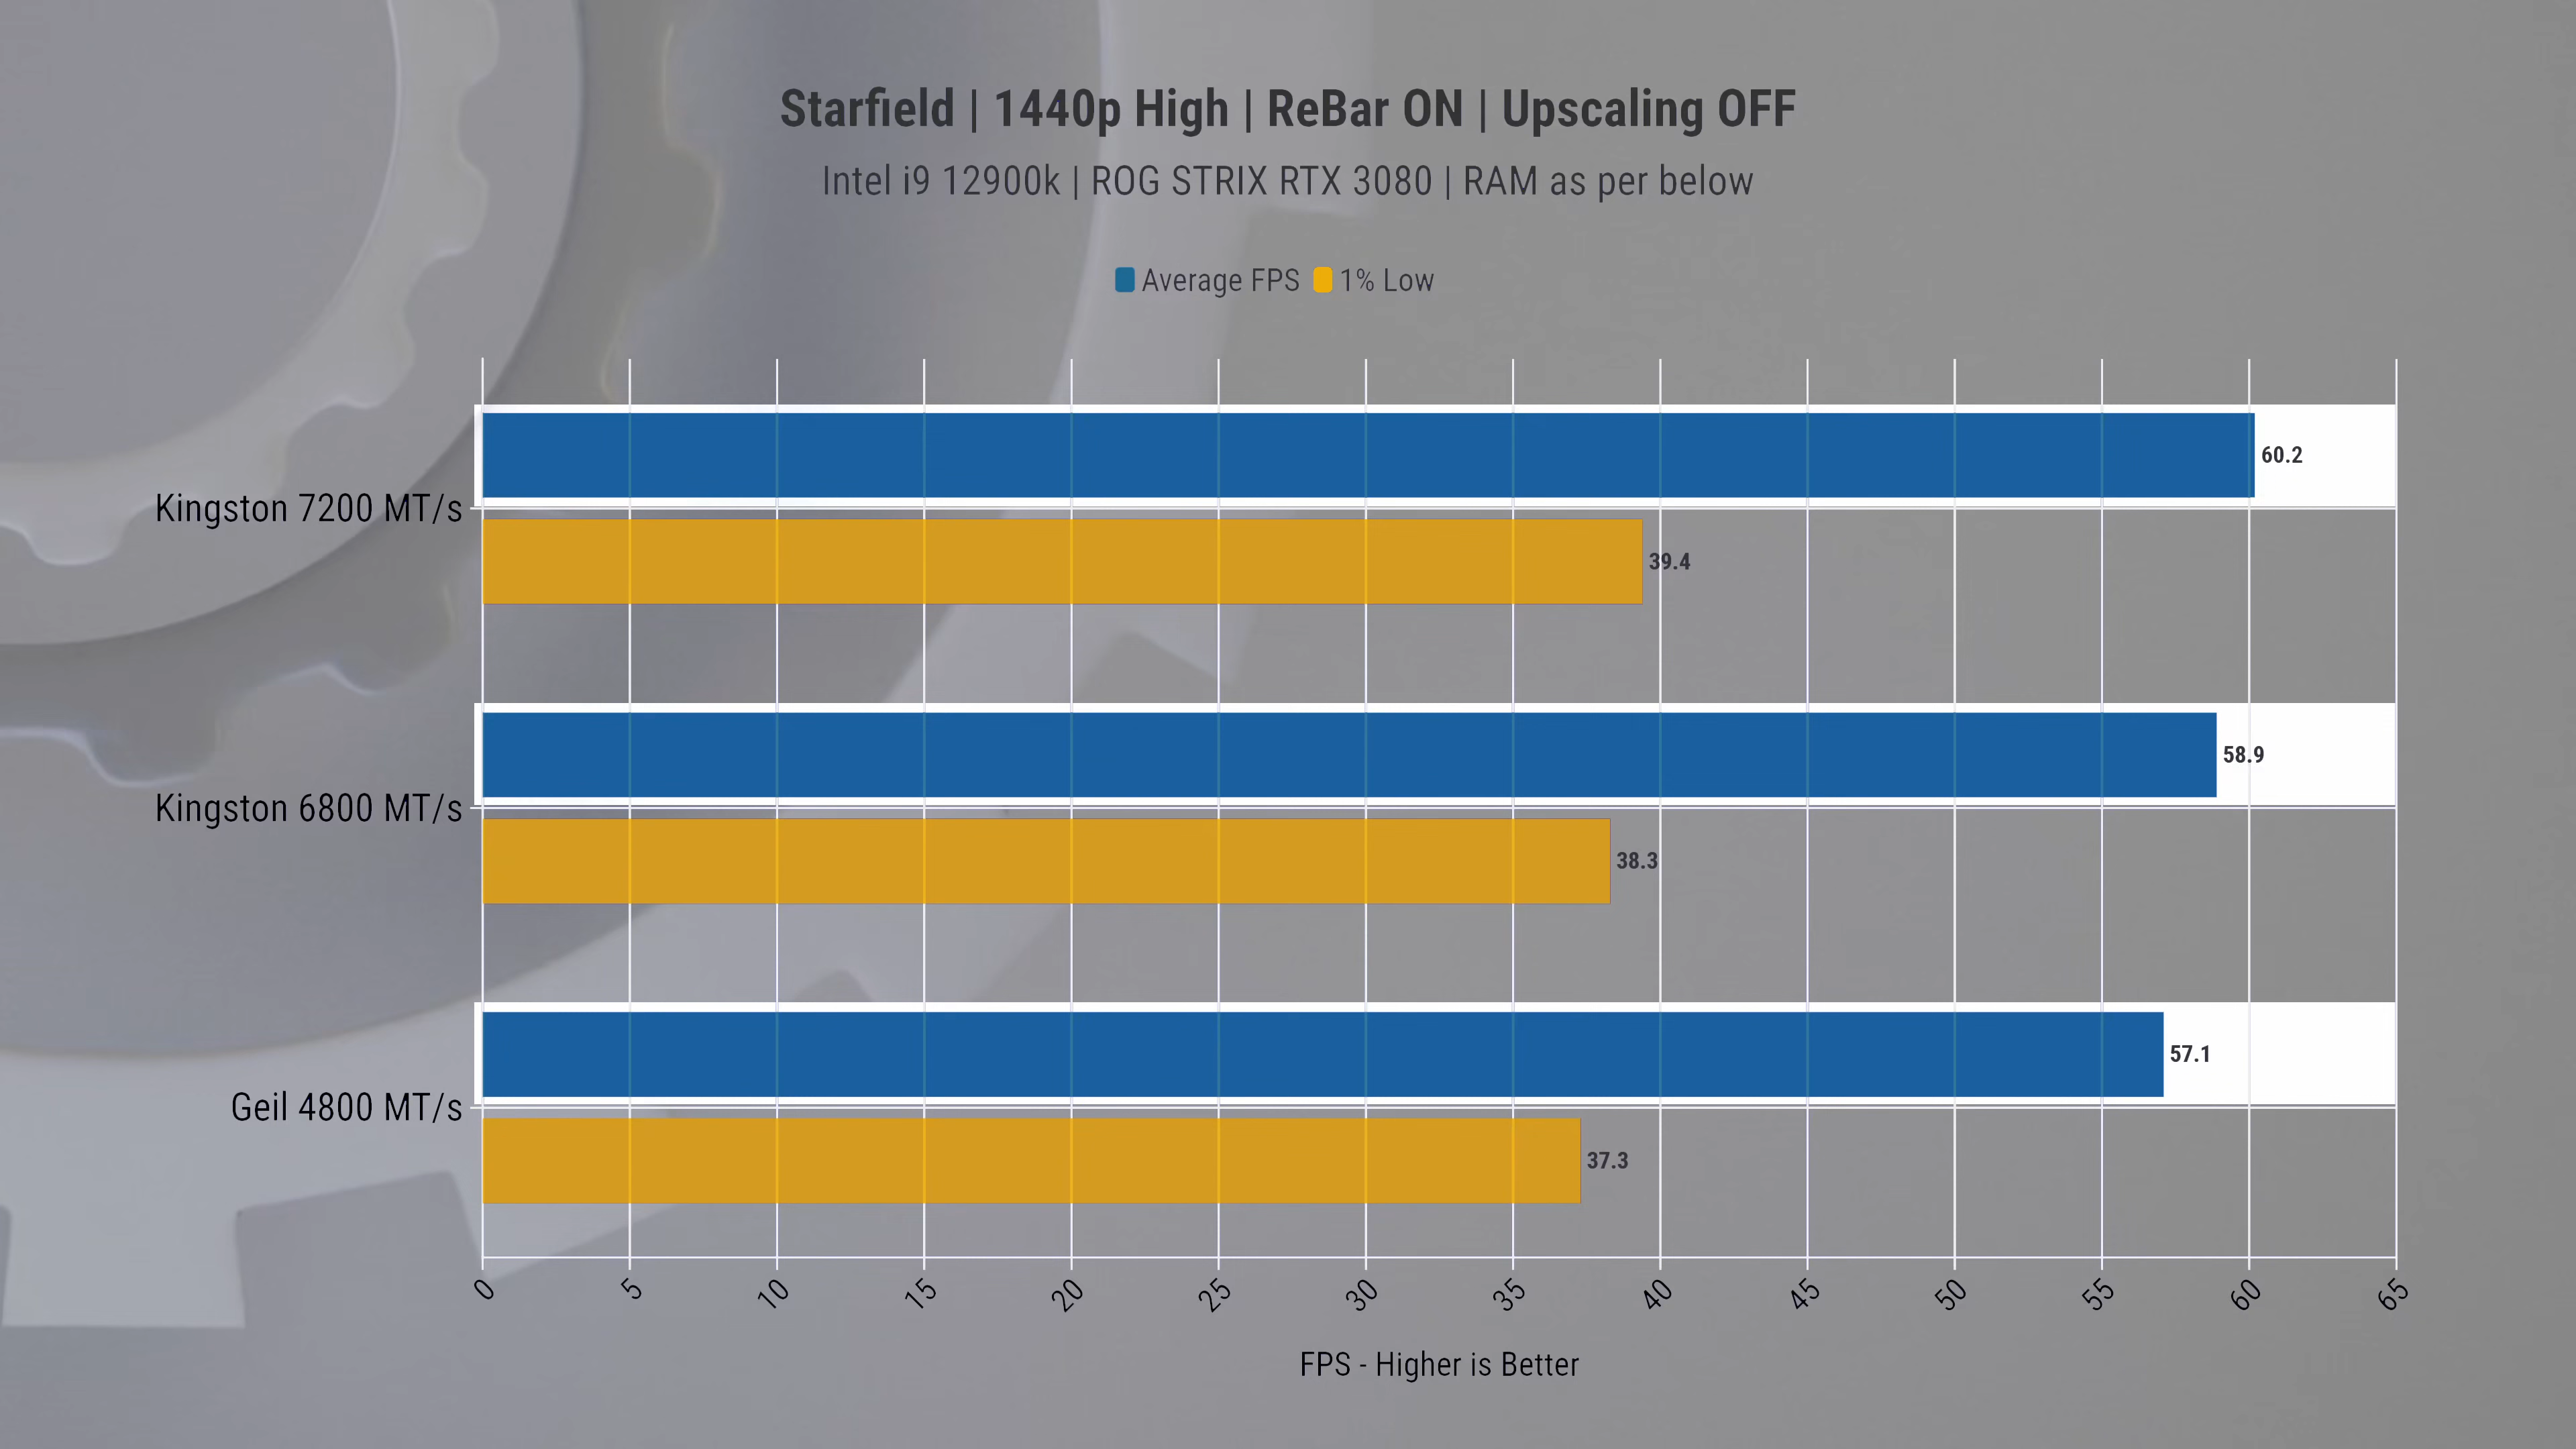 Starfield | 1440p High | ReBar ON | Upscaling OFF
Intel i9 12900k | ROG STRIX RTX 3080 | RAM as per below
Average FPS 1% Low
60.2
Kingston 7200 MT/s
39.4
58.9
Kingston 6800 MT/s
38.3
57.1
Geil 4800 MT/s
37.3
0 5 10 15 20 25 30 35 40 45 50 55 60 65
FPS - Higher is Better